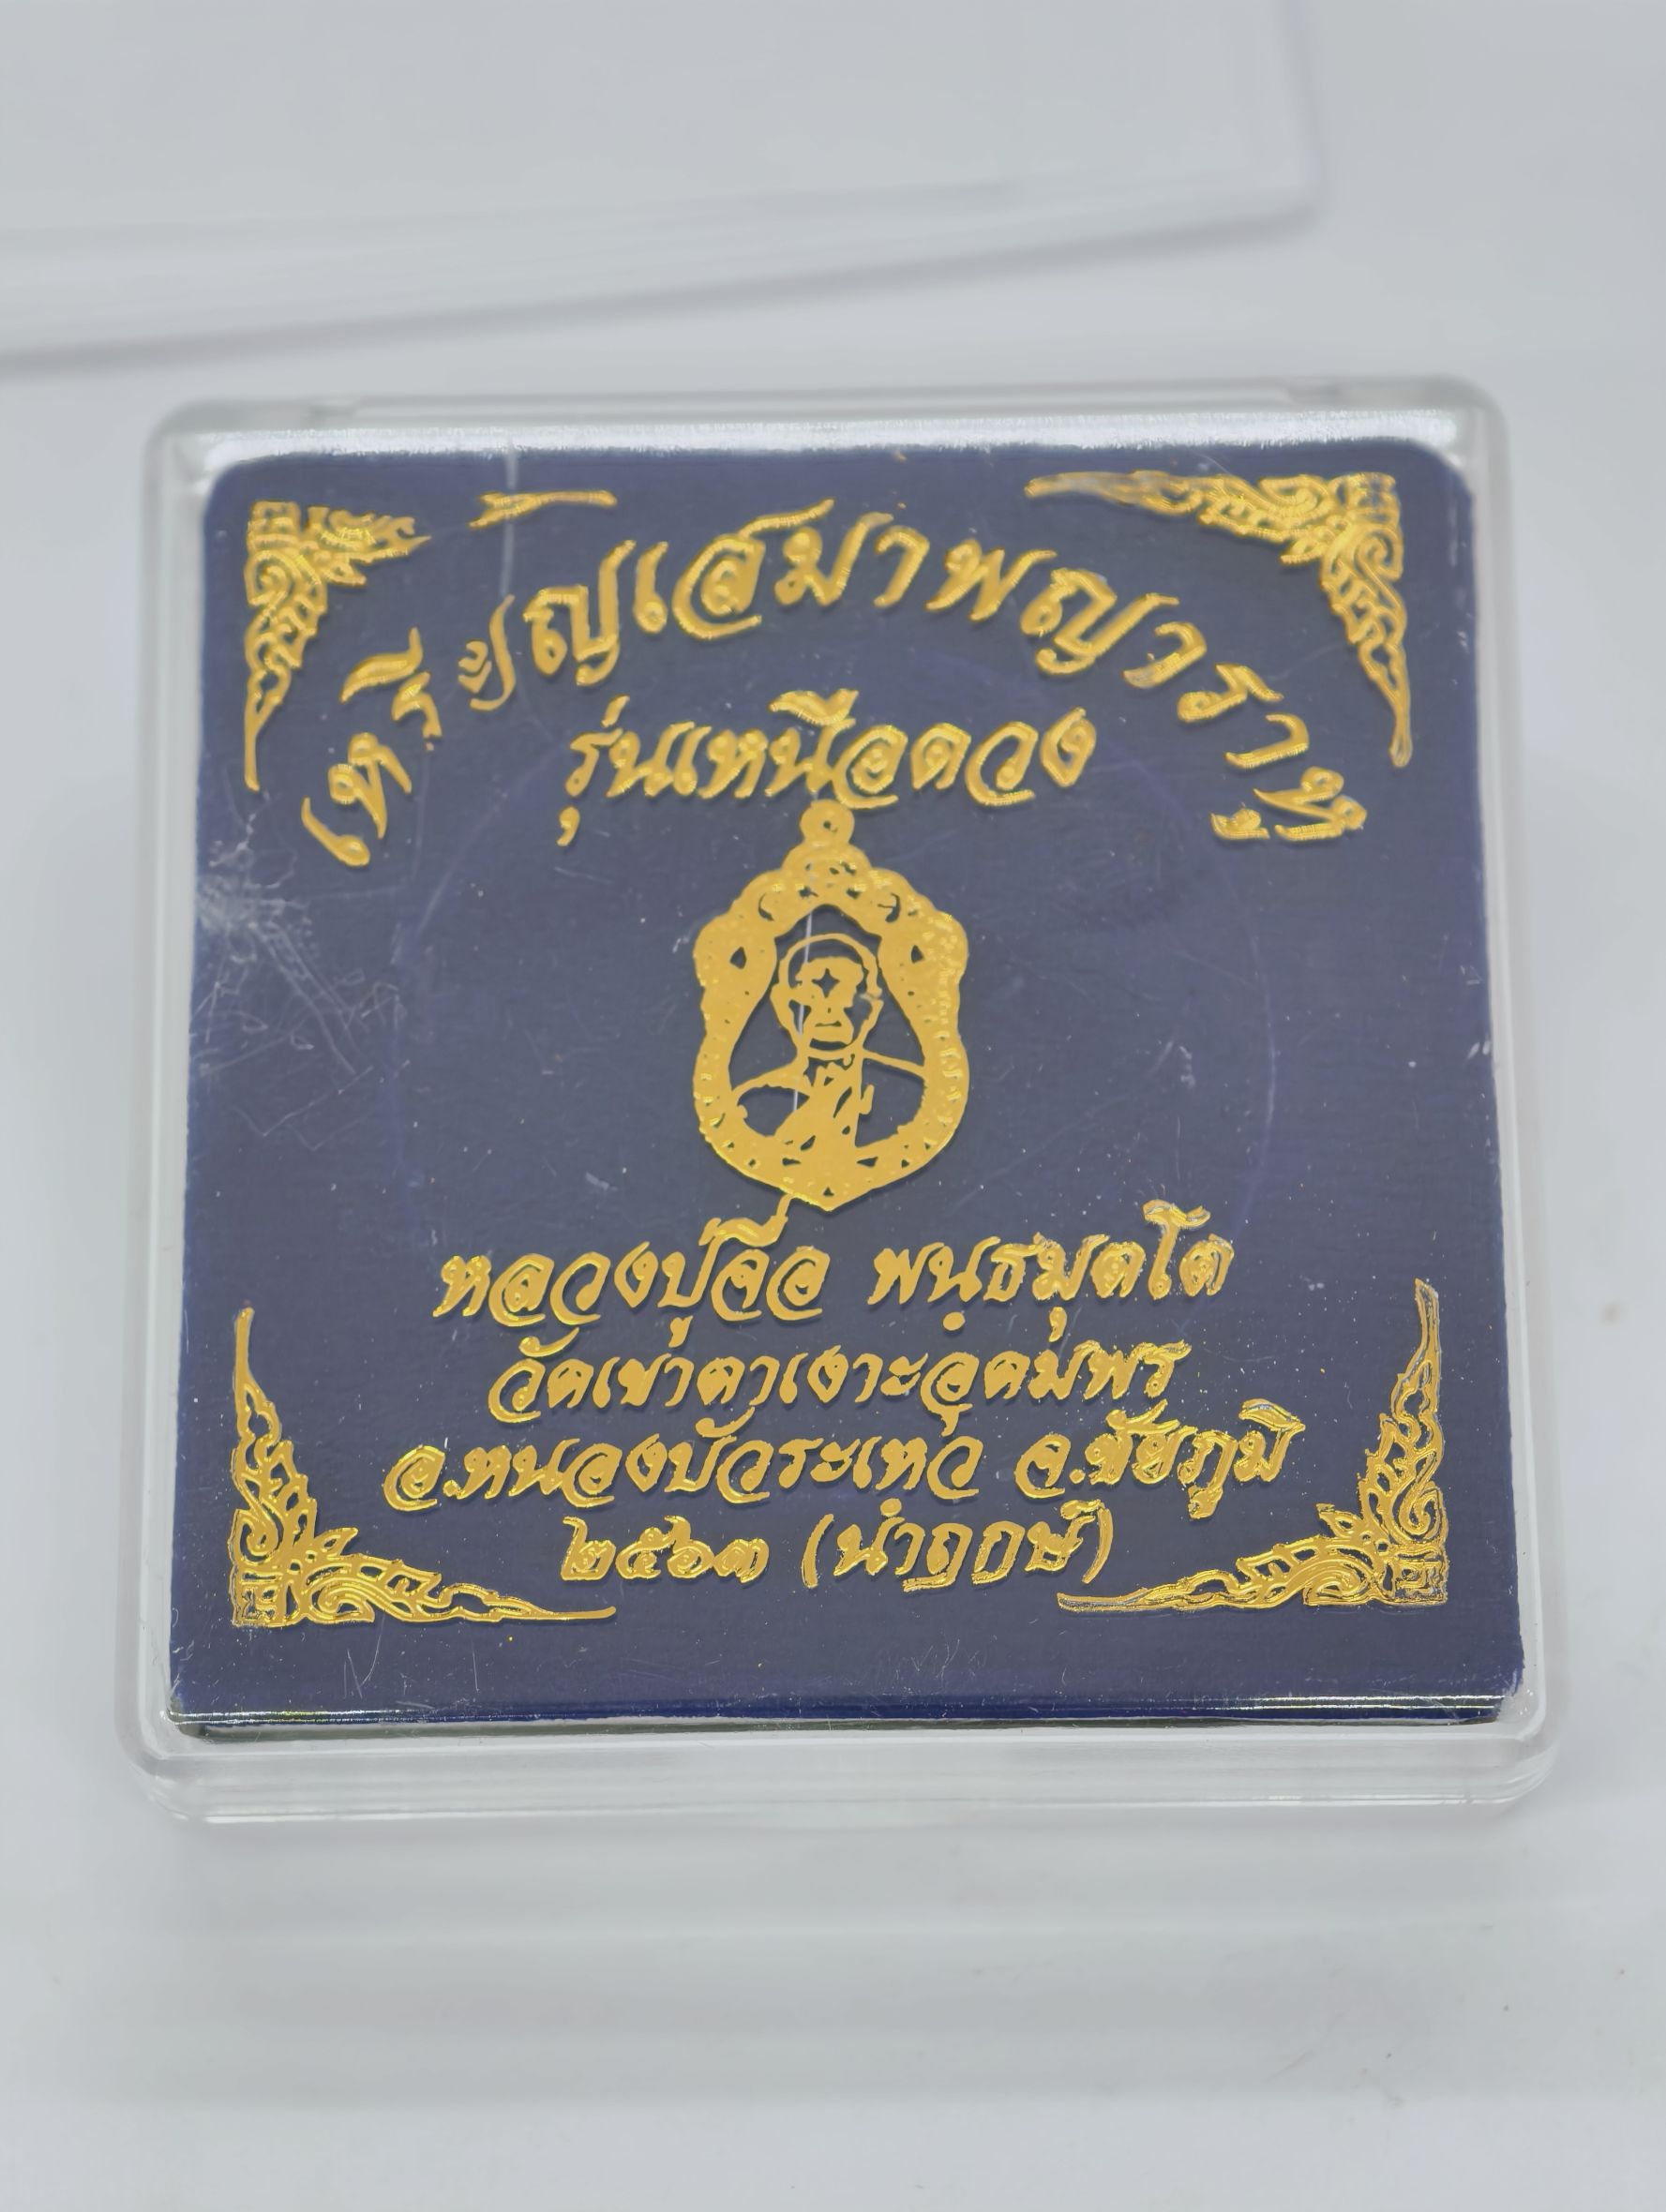 เหรียญเสมาพญาราหู
รุ่นเหนือดวง
หลวงปู่จื่อ พนฺธมุตโต
วัดเขาตาเงาะอุดมพร
อ.หนองบัวระเหว จ.ชัยภูมิ
๒๕๖๓ (นำฤกษ์)